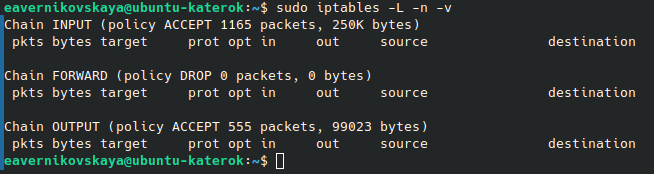 eavernikovskaya@ubuntu-katerok:~$ sudo iptables -L -n -v
Chain INPUT (policy ACCEPT 1165 packets, 250K bytes)
 pkts bytes target     prot opt in     out     source               destination

Chain FORWARD (policy DROP 0 packets, 0 bytes)
 pkts bytes target     prot opt in     out     source               destination

Chain OUTPUT (policy ACCEPT 555 packets, 99023 bytes)
 pkts bytes target     prot opt in     out     source               destination
eavernikovskaya@ubuntu-katerok:~$